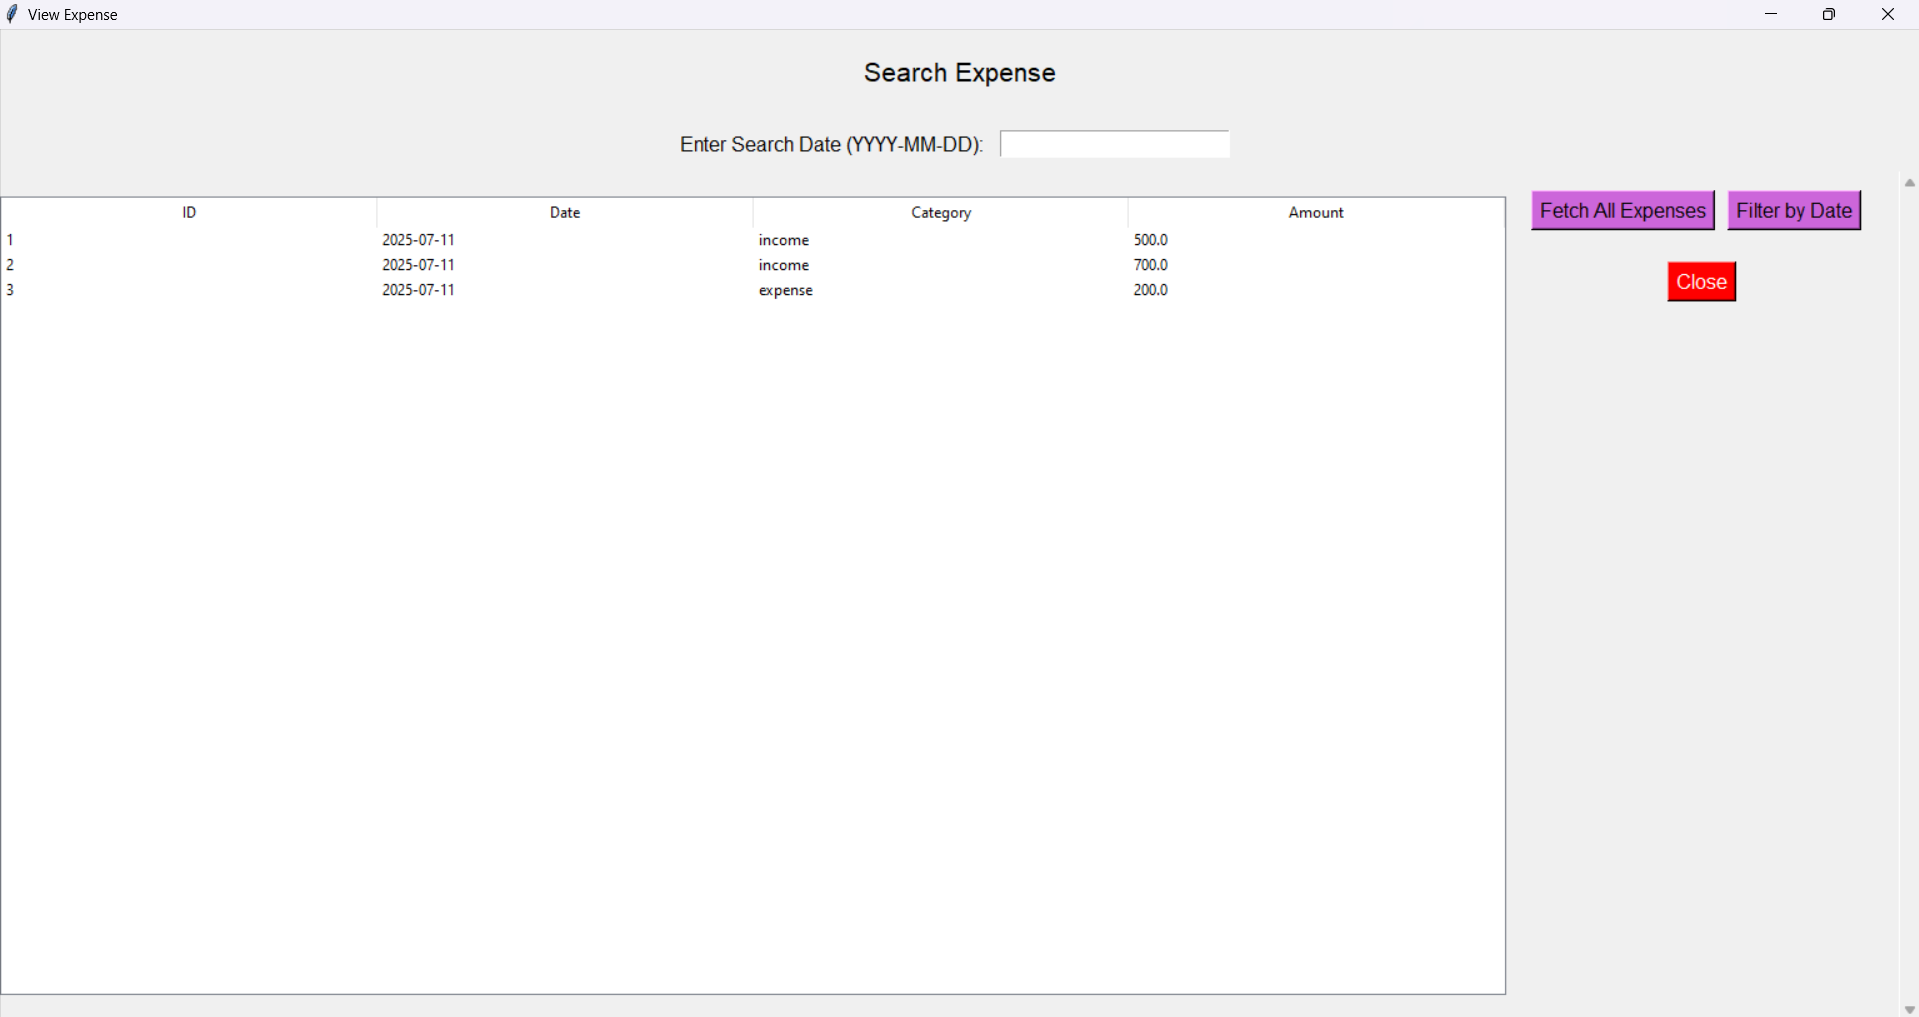 View Expense
Search Expense
Enter Search Date (YYYY-MM-DD):
ID Date Category Amount
1 2025-07-11 income 500.0
2 2025-07-11 income 700.0
3 2025-07-11 expense 200.0
Fetch All Expenses Filter by Date
Close